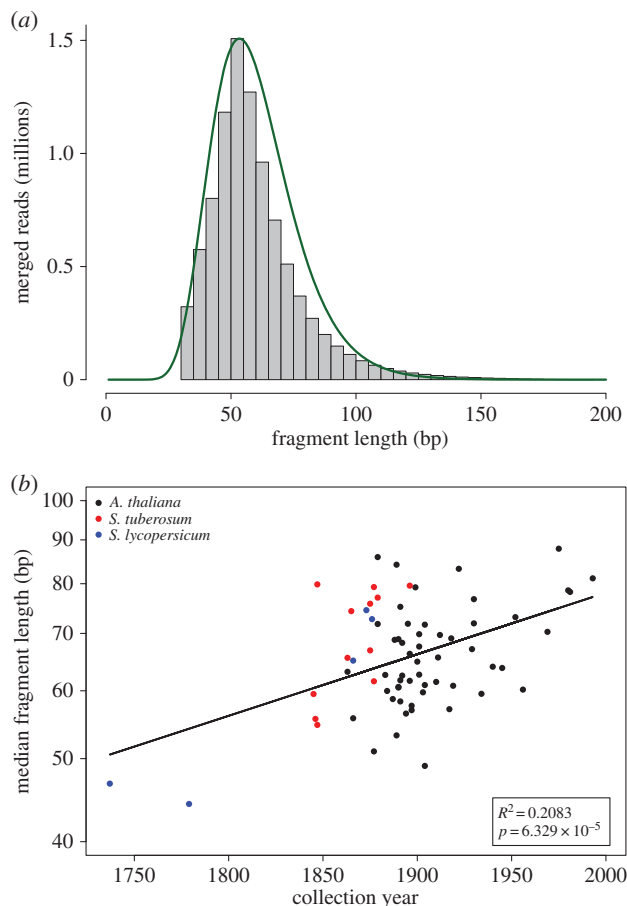 (a)
1.5
1.0
0.5
0
merged reads (millions)
0 50 100 150 200
fragment length (bp)
(b)
100
90
80
70
60
50
40
median fragment length (bp)
A. thaliana
S. tuberosum
S. lycopersicum
R² = 0.2083
p = 6.329 × 10⁻⁵
1750 1800 1850 1900 1950 2000
collection year